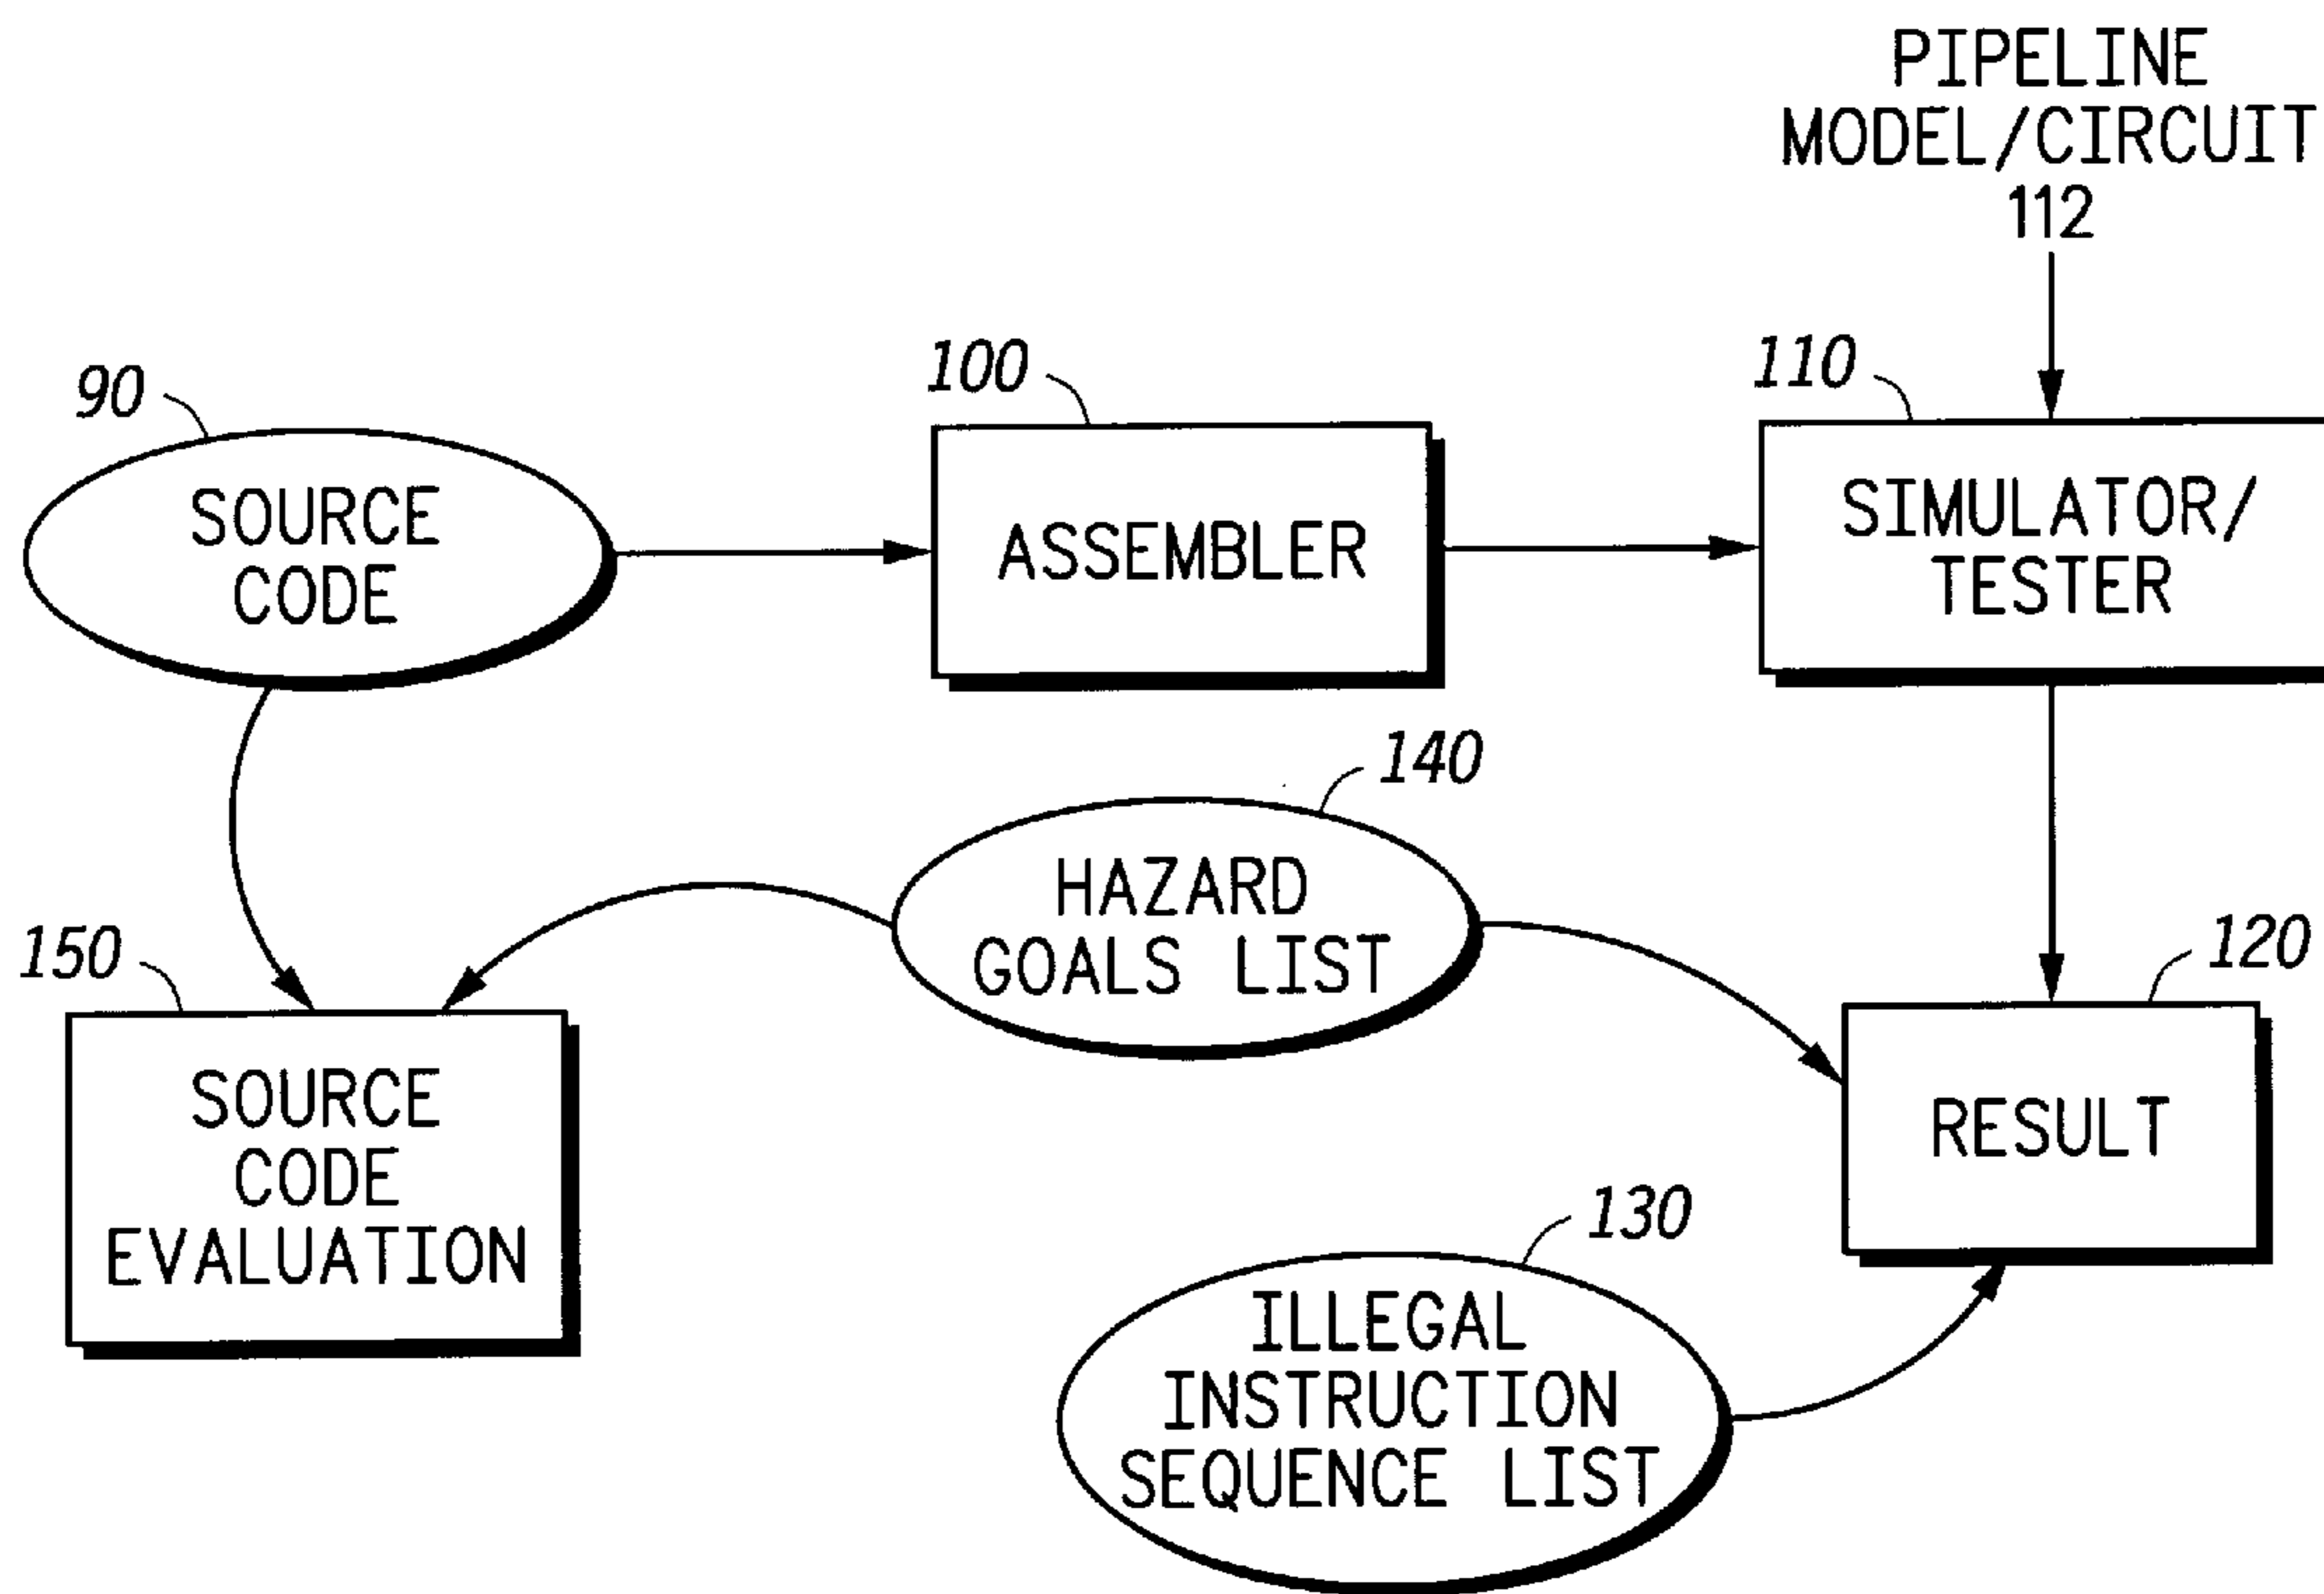 PIPELINE
MODEL/CIRCUIT
112
90
100
110
SOURCE
CODE
ASSEMBLER
SIMULATOR/
TESTER
140
HAZARD
GOALS LIST
150
120
SOURCE
CODE
EVALUATION
RESULT
130
ILLEGAL
INSTRUCTION
SEQUENCE LIST